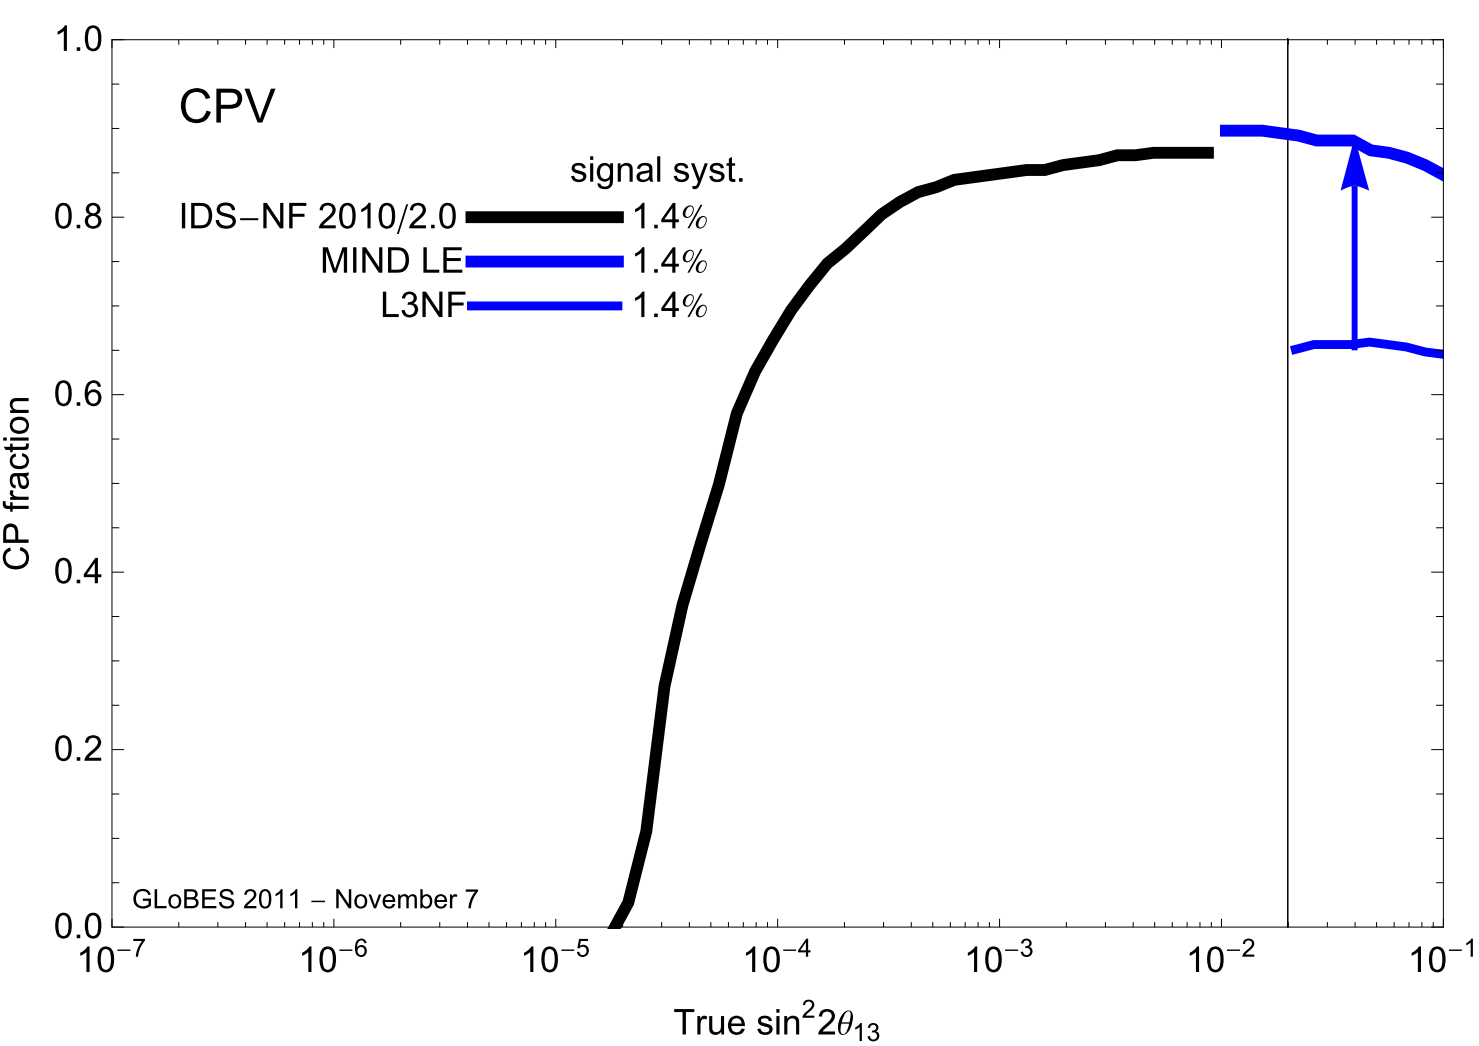 CPV
signal syst.
IDS−NF 2010/2.0 1.4%
MIND LE 1.4%
L3NF 1.4%
GLoBES 2011 − November 7
CP fraction
1.0
0.8
0.6
0.4
0.2
0.0
10⁻⁷ 10⁻⁶ 10⁻⁵ 10⁻⁴ 10⁻³ 10⁻² 10⁻¹
True sin²2θ₁₃